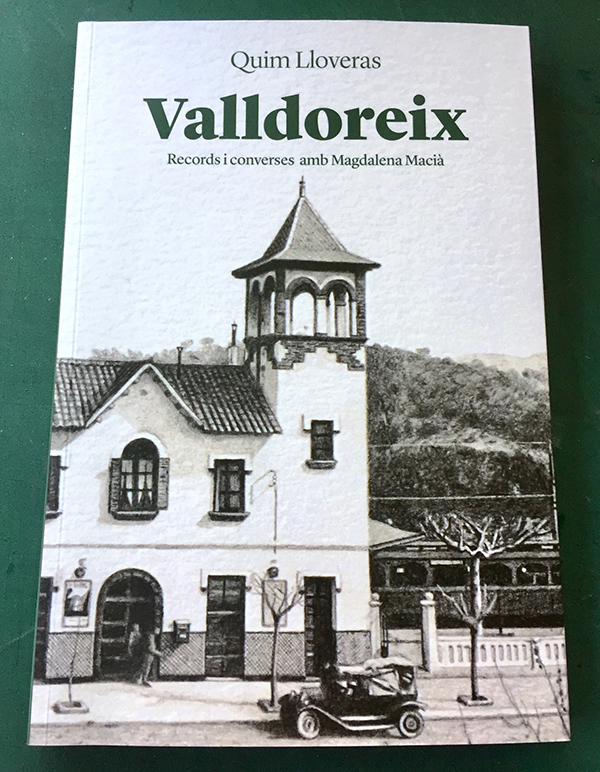 Quim Lloveras
Valldoreix
Records i converses amb Magdalena Macià